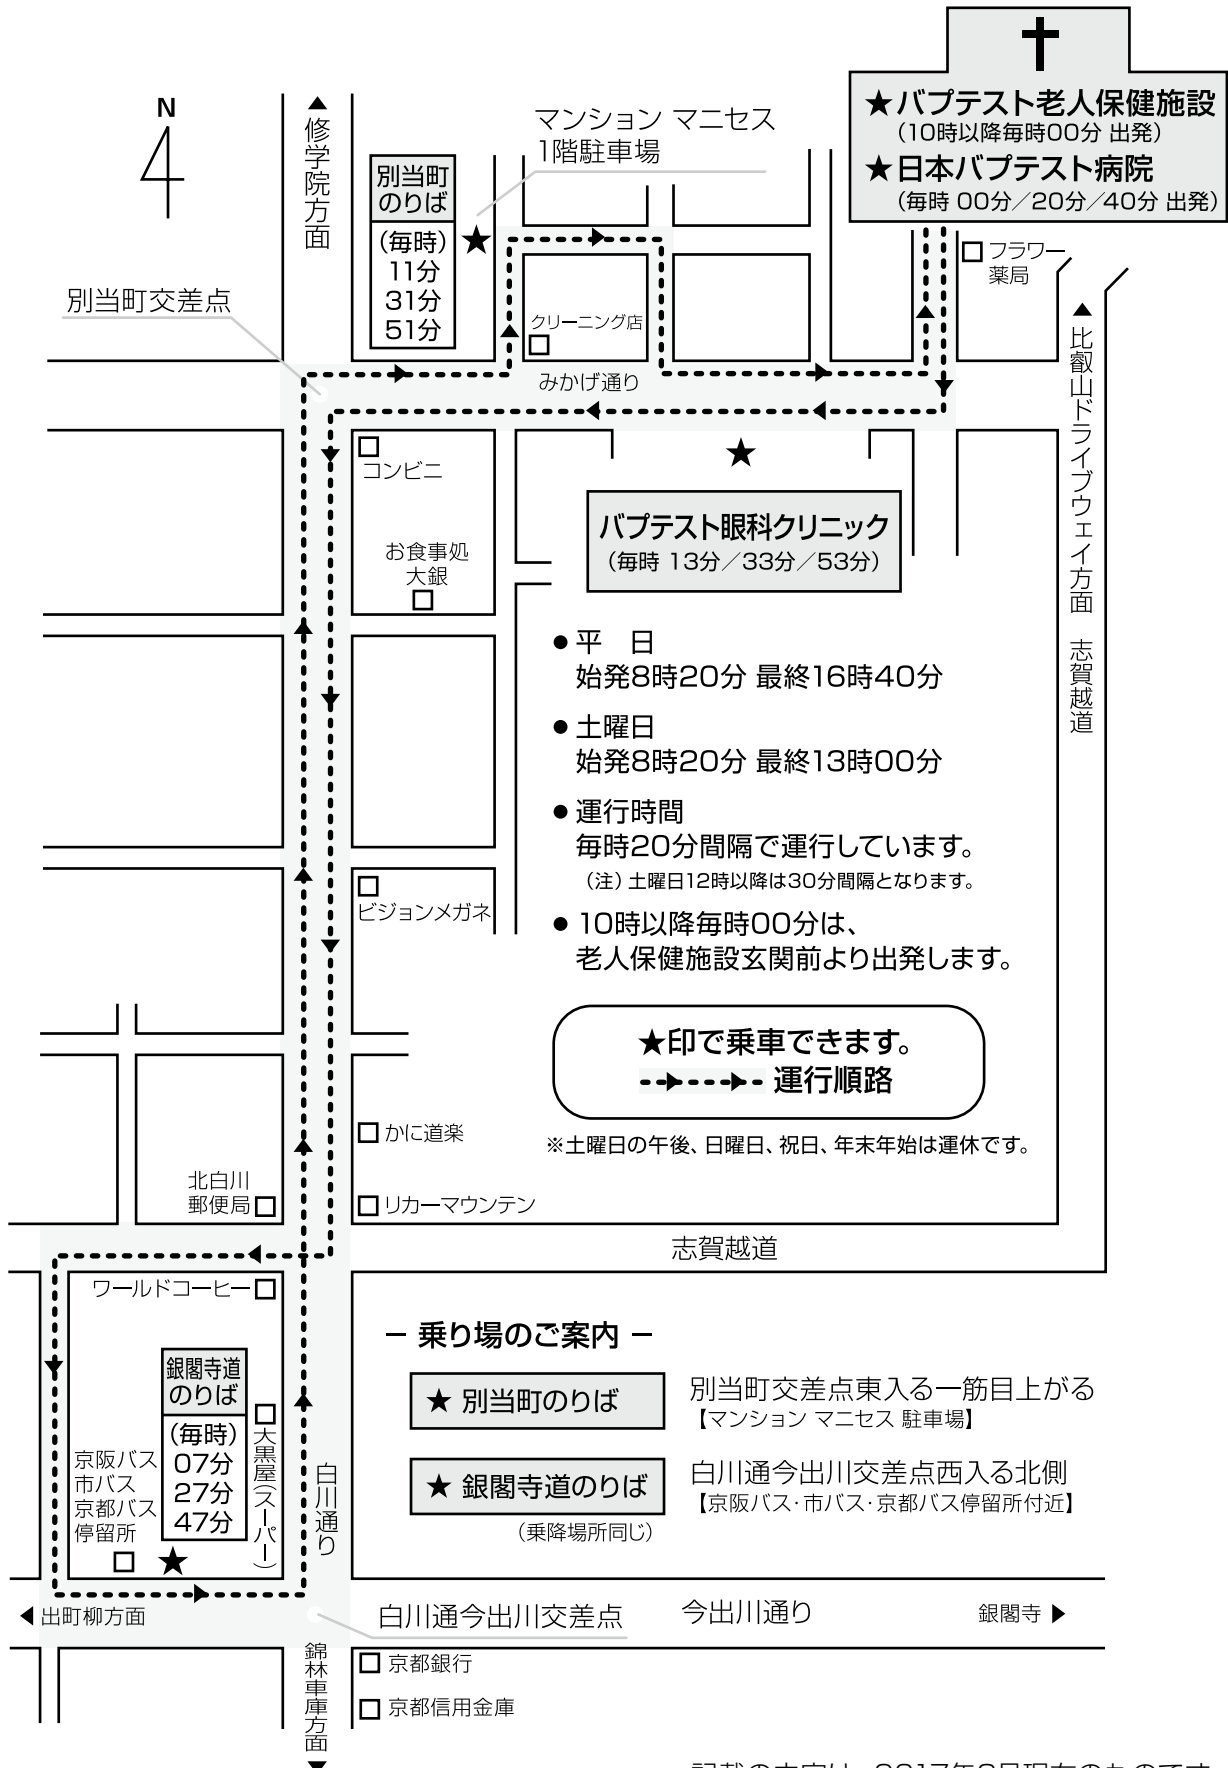 ★バプテスト老人保健施設
(10時以降毎時00分 出発)
★日本バプテスト病院
(毎時 00分／20分／40分 出発)
N
▲修学院方面
マンション マニセス
1階駐車場
別当町
のりば
(毎時)
11分
31分
51分
★
フラワー
薬局
別当町交差点
クリーニング店
みかげ通り
▲比叡山ドライブウェイ方面 志賀越道
コンビニ
★
バプテスト眼科クリニック
(毎時 13分／33分／53分)
お食事処
大銀
●平 日
始発8時20分 最終16時40分
●土曜日
始発8時20分 最終13時00分
●運行時間
毎時20分間隔で運行しています。
(注) 土曜日12時以降は30分間隔となります。
ビジョンメガネ
●10時以降毎時00分は、
老人保健施設玄関前より出発します。
★印で乗車できます。
運行順路
かに道楽
※土曜日の午後、日曜日、祝日、年末年始は運休です。
北白川
郵便局
リカーマウンテン
志賀越道
ワールドコーヒー
－ 乗り場のご案内 －
銀閣寺道
のりば
(毎時)
07分
27分
47分
★
大黒屋(スーパー)
京阪バス
市バス
京都バス
停留所
白川通り
★ 別当町のりば
別当町交差点東入る一筋目上がる
【マンション マニセス 駐車場】
★ 銀閣寺道のりば
白川通今出川交差点西入る北側
【京阪バス・市バス・京都バス停留所付近】
(乗降場所同じ)
◀出町柳方面
白川通今出川交差点
今出川通り
銀閣寺 ▶
錦林車庫方面▼
京都銀行
京都信用金庫